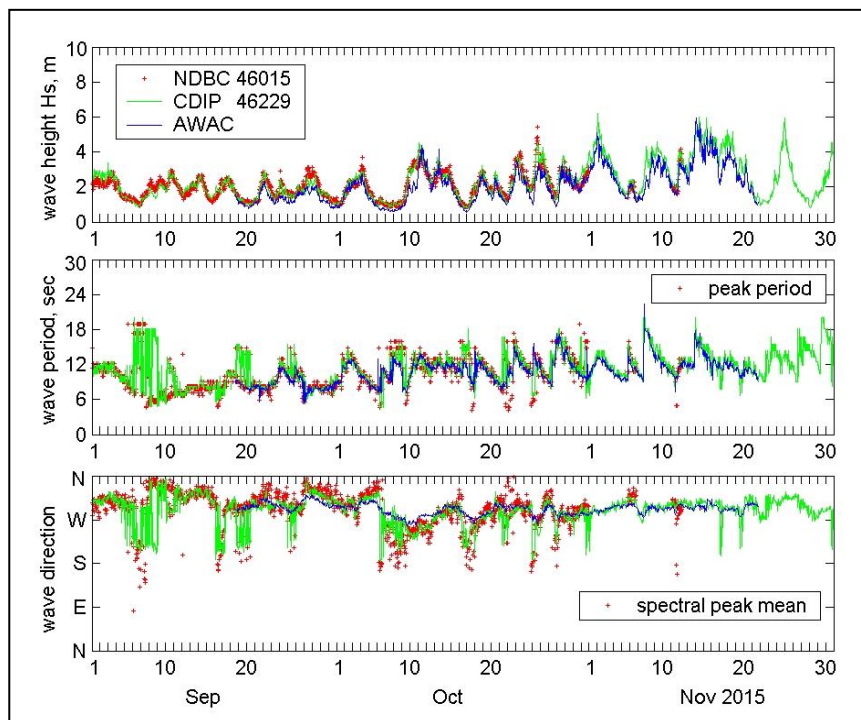 10
8
6
4
2
0
wave height Hs, m
NDBC 46015
CDIP 46229
AWAC
1 10 20 1 10 20 1 10 20 30
30
24
18
12
6
0
wave period, sec
peak period
1 10 20 1 10 20 1 10 20 30
N
W
S
E
N
wave direction
spectral peak mean
1 10 20 1 10 20 1 10 20 30
Sep Oct Nov 2015